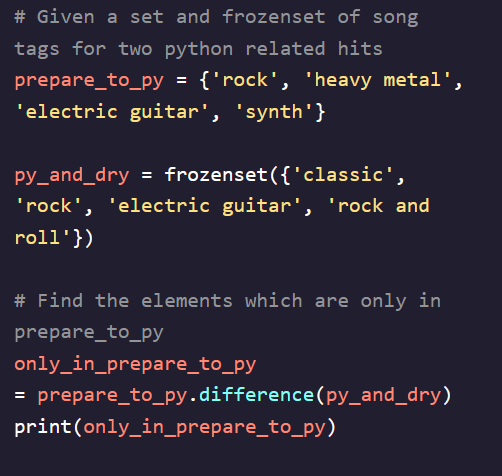 # Given a set and frozenset of song
tags for two python related hits
prepare_to_py = {'rock', 'heavy metal',
'electric guitar', 'synth'}
py_and_dry = frozenset({'classic',
'rock', 'electric guitar', 'rock and
roll'})
# Find the elements which are only in
prepare_to_py
only_in_prepare_to_py
= prepare_to_py.difference(py_and_dry)
print(only_in_prepare_to_py)